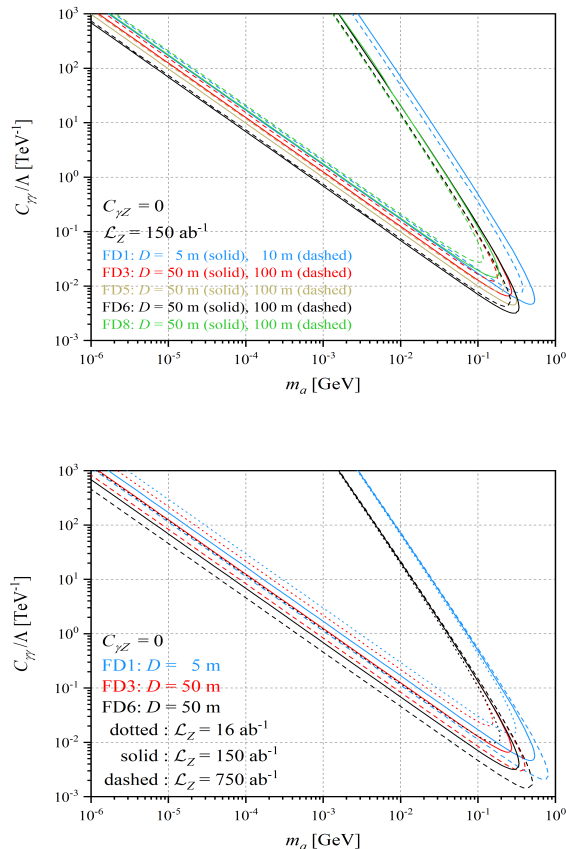 10³
10²
10¹
10⁰
10⁻¹
10⁻²
10⁻³
C_γγ/Λ [TeV⁻¹]
C_γZ = 0
𝓛_Z = 150 ab⁻¹
FD1: D = 5 m (solid), 10 m (dashed)
FD3: D = 50 m (solid), 100 m (dashed)
FD5: D = 50 m (solid), 100 m (dashed)
FD6: D = 50 m (solid), 100 m (dashed)
FD8: D = 50 m (solid), 100 m (dashed)
10⁻⁶ 10⁻⁵ 10⁻⁴ 10⁻³ 10⁻² 10⁻¹ 10⁰
m_a [GeV]
10³
10²
10¹
10⁰
10⁻¹
10⁻²
10⁻³
C_γγ/Λ [TeV⁻¹]
C_γZ = 0
FD1: D = 5 m
FD3: D = 50 m
FD6: D = 50 m
dotted : 𝓛_Z = 16 ab⁻¹
solid : 𝓛_Z = 150 ab⁻¹
dashed : 𝓛_Z = 750 ab⁻¹
10⁻⁶ 10⁻⁵ 10⁻⁴ 10⁻³ 10⁻² 10⁻¹ 10⁰
m_a [GeV]